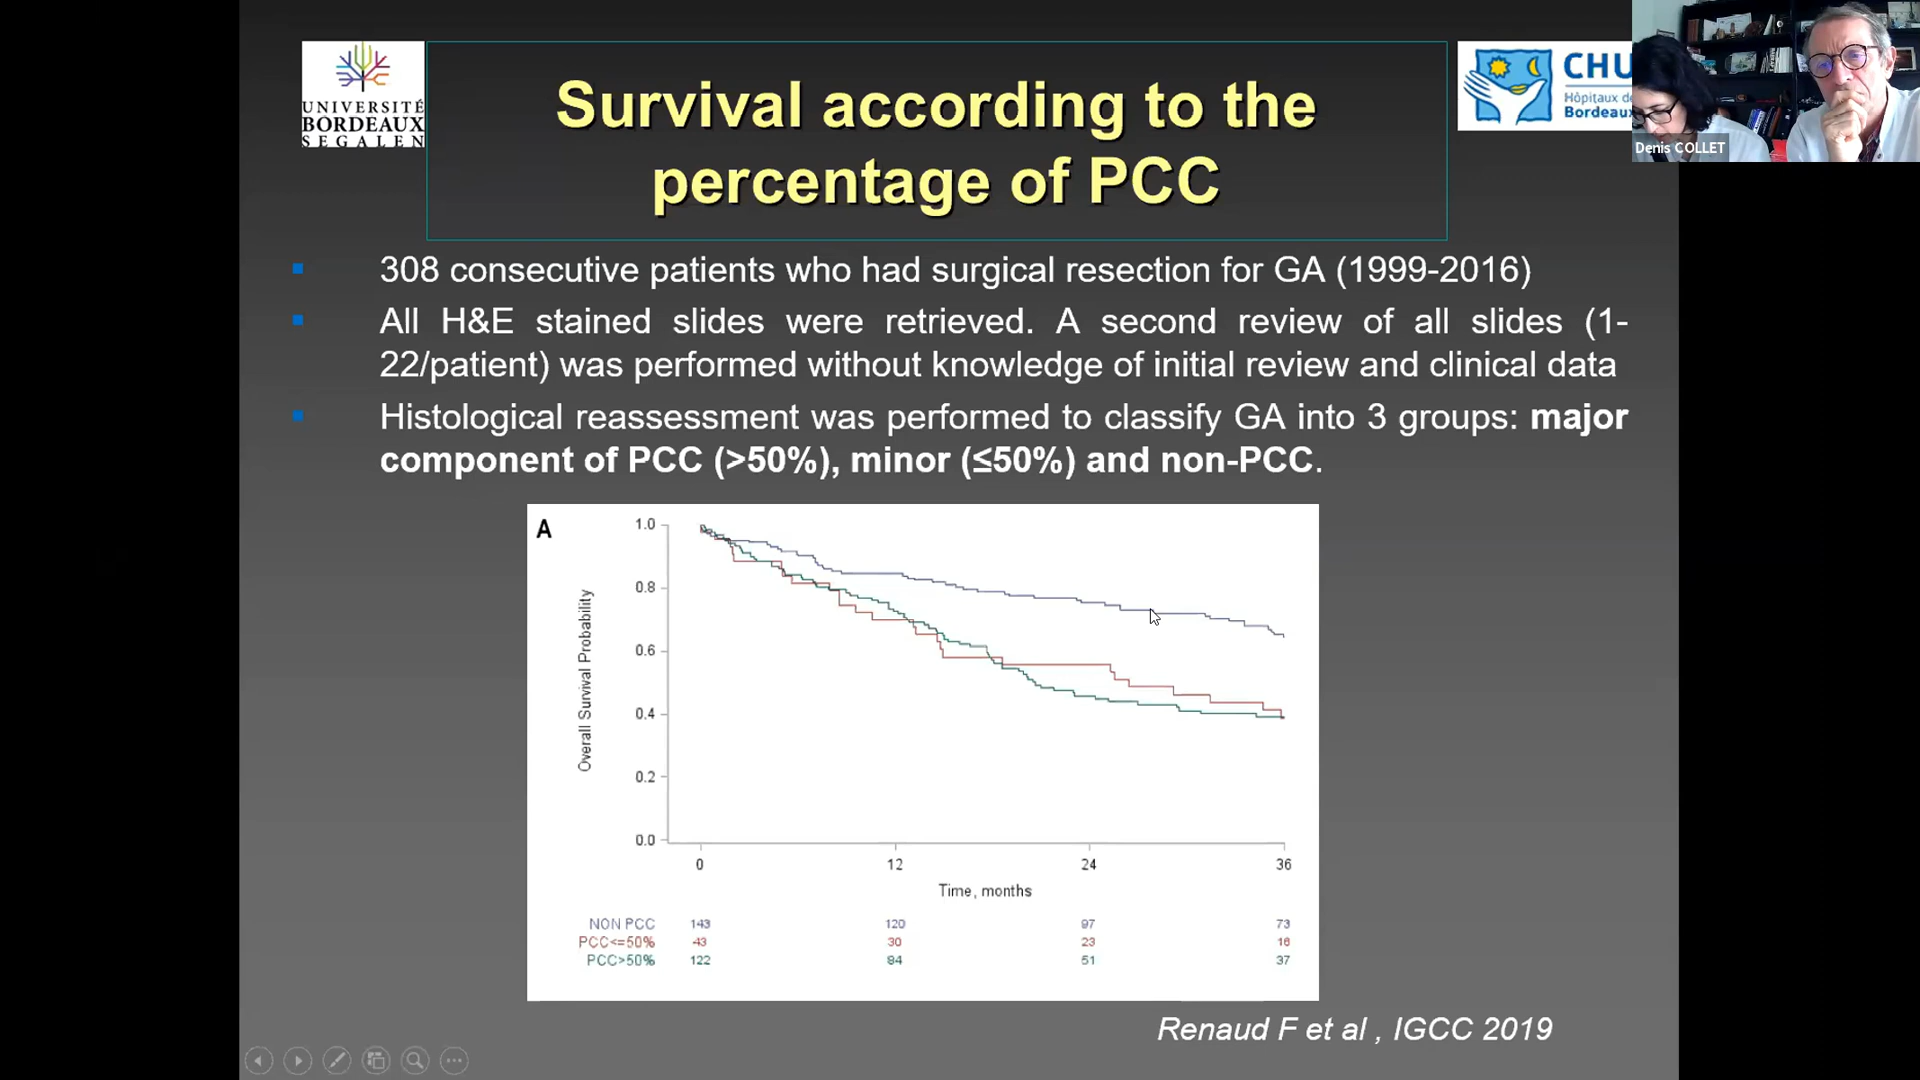 UNIVERSITÉ
BORDEAUX
SEGALEN
Survival according to the
percentage of PCC
CHU
Hôpitaux de
Bordeaux
Denis COLLET
308 consecutive patients who had surgical resection for GA (1999-2016)
All H&E stained slides were retrieved. A second review of all slides (1-
22/patient) was performed without knowledge of initial review and clinical data
Histological reassessment was performed to classify GA into 3 groups: major
component of PCC (>50%), minor (≤50%) and non-PCC.
A
Overall Survival Probability
1.0
0.8
0.6
0.4
0.2
0.0
0 12 24 36
Time, months
NON PCC 143 120 97 73
PCC<=50% 43 30 23 16
PCC>50% 122 84 51 37
Renaud F et al , IGCC 2019